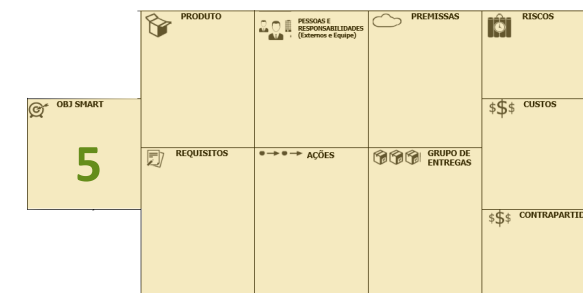 PRODUTO
PESSOAS E
RESPONSABILIDADES
(Externos e Equipe)
PREMISSAS
RISCOS
OBJ SMART
5
$$$ CUSTOS
REQUISITOS
AÇÕES
GRUPO DE
ENTREGAS
$$$ CONTRAPARTID